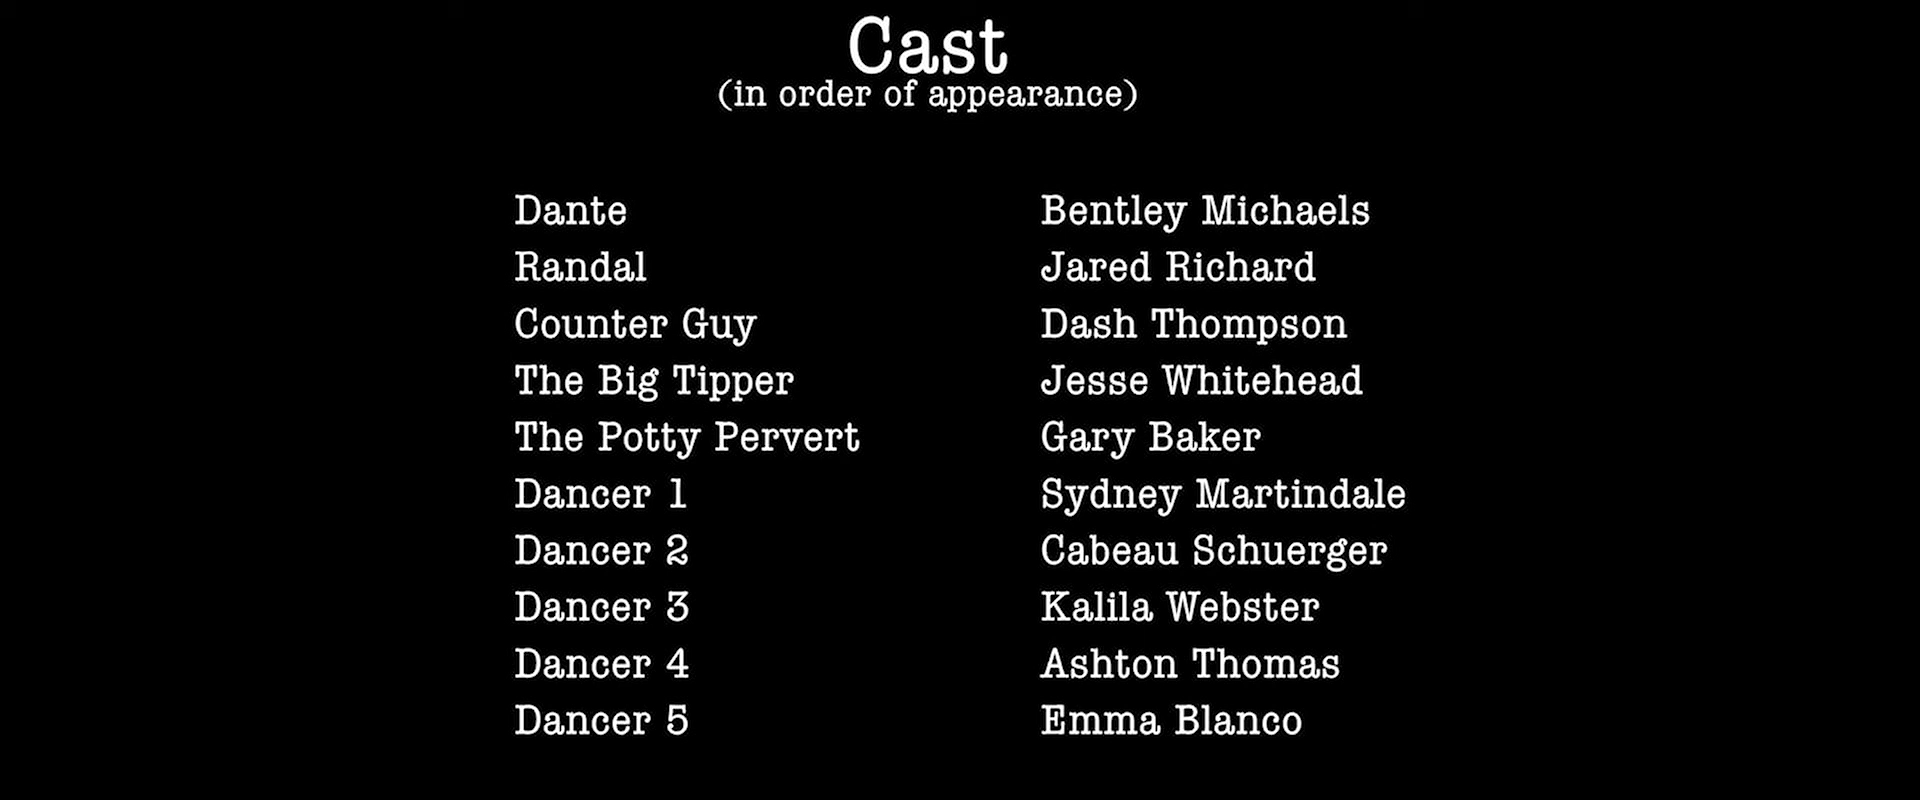 Cast
(in order of appearance)
Dante Bentley Michaels
Randal Jared Richard
Counter Guy Dash Thompson
The Big Tipper Jesse Whitehead
The Potty Pervert Gary Baker
Dancer 1 Sydney Martindale
Dancer 2 Cabeau Schuerger
Dancer 3 Kalila Webster
Dancer 4 Ashton Thomas
Dancer 5 Emma Blanco